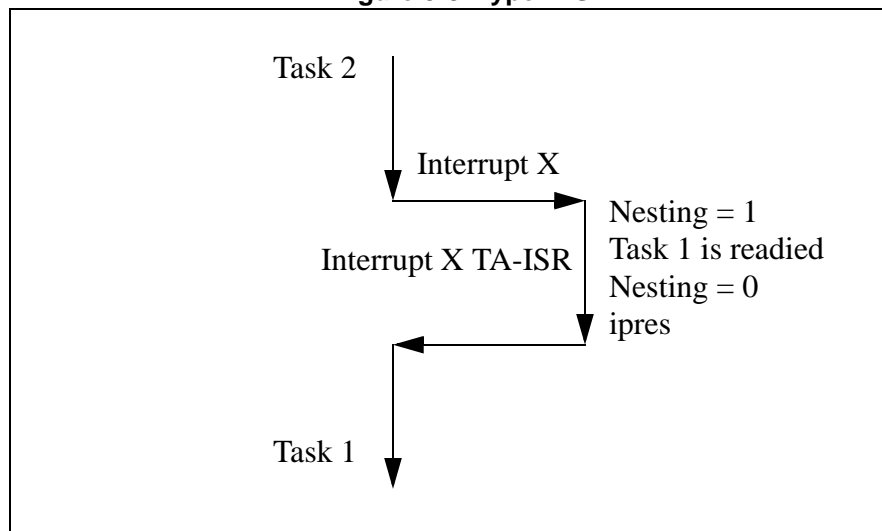 Task 2
Interrupt X
Nesting = 1
Task 1 is readied
Interrupt X TA-ISR
Nesting = 0
ipres
Task 1